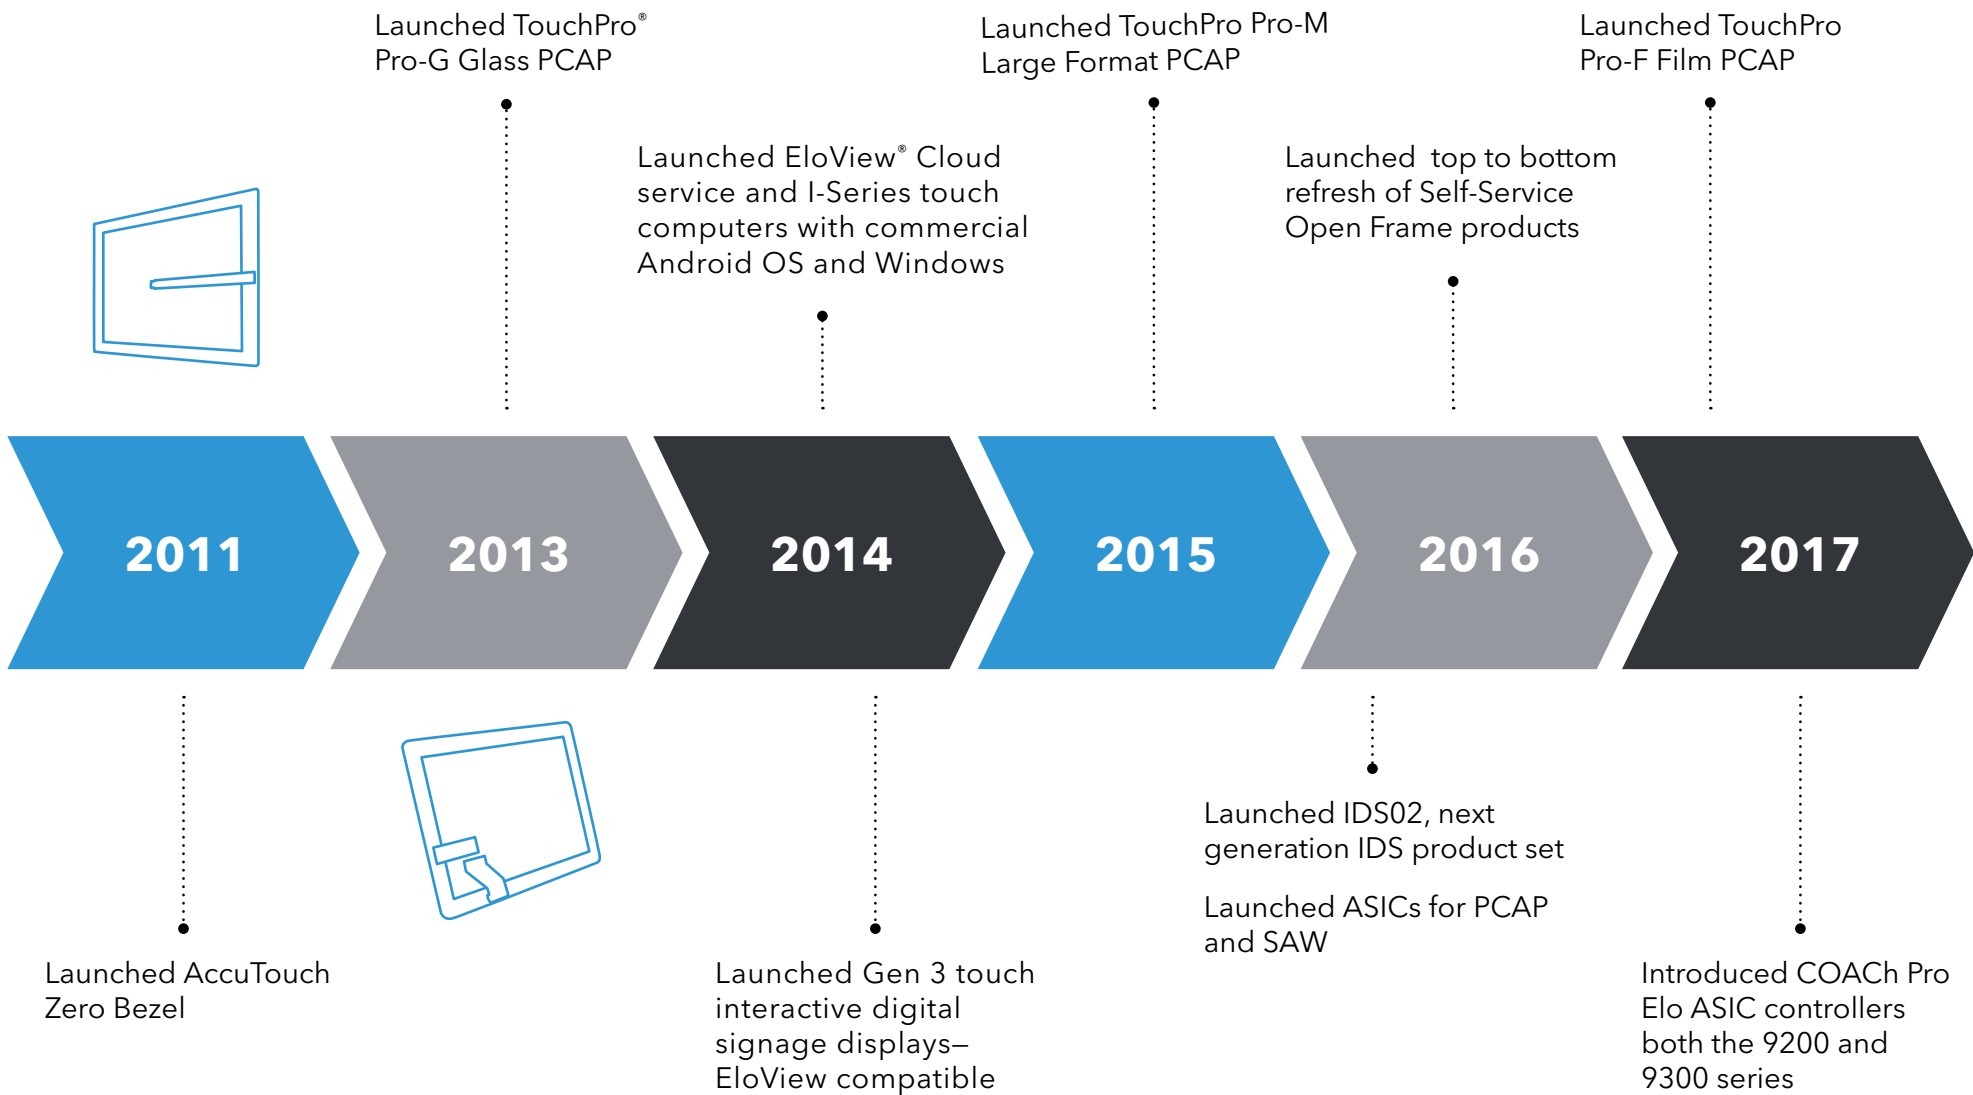 Launched TouchPro®
Pro-G Glass PCAP
Launched TouchPro Pro-M
Large Format PCAP
Launched TouchPro
Pro-F Film PCAP
Launched EloView® Cloud
service and I-Series touch
computers with commercial
Android OS and Windows
Launched top to bottom
refresh of Self-Service
Open Frame products
2011
2013
2014
2015
2016
2017
Launched IDS02, next
generation IDS product set
Launched ASICs for PCAP
and SAW
Launched AccuTouch
Zero Bezel
Launched Gen 3 touch
interactive digital
signage displays–
EloView compatible
Introduced COACh Pro
Elo ASIC controllers
both the 9200 and
9300 series